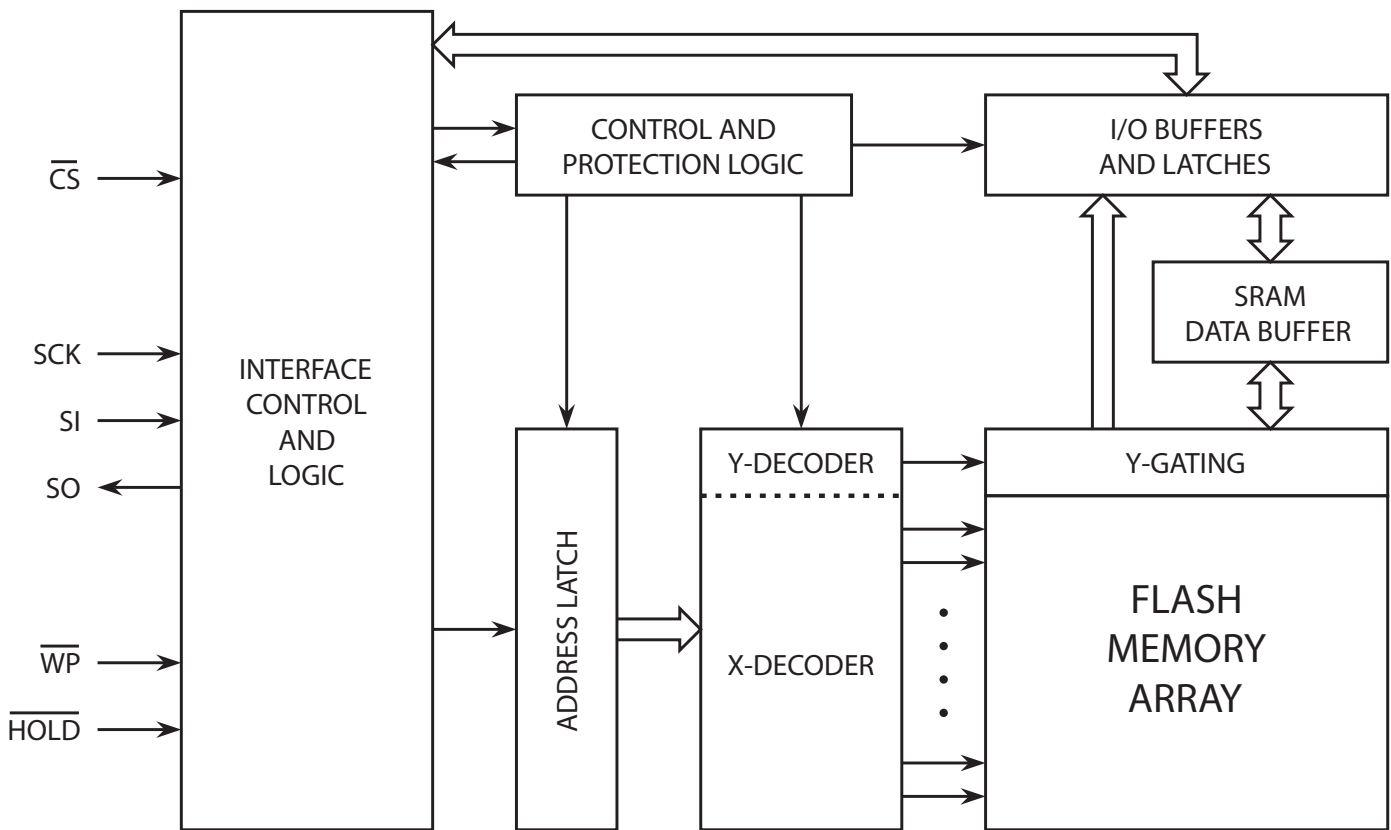 CONTROL AND
PROTECTION LOGIC
I/O BUFFERS
AND LATCHES
CS
SCK
SI
SO
WP
HOLD
INTERFACE
CONTROL
AND
LOGIC
SRAM
DATA BUFFER
ADDRESS LATCH
Y-DECODER
X-DECODER
Y-GATING
FLASH
MEMORY
ARRAY